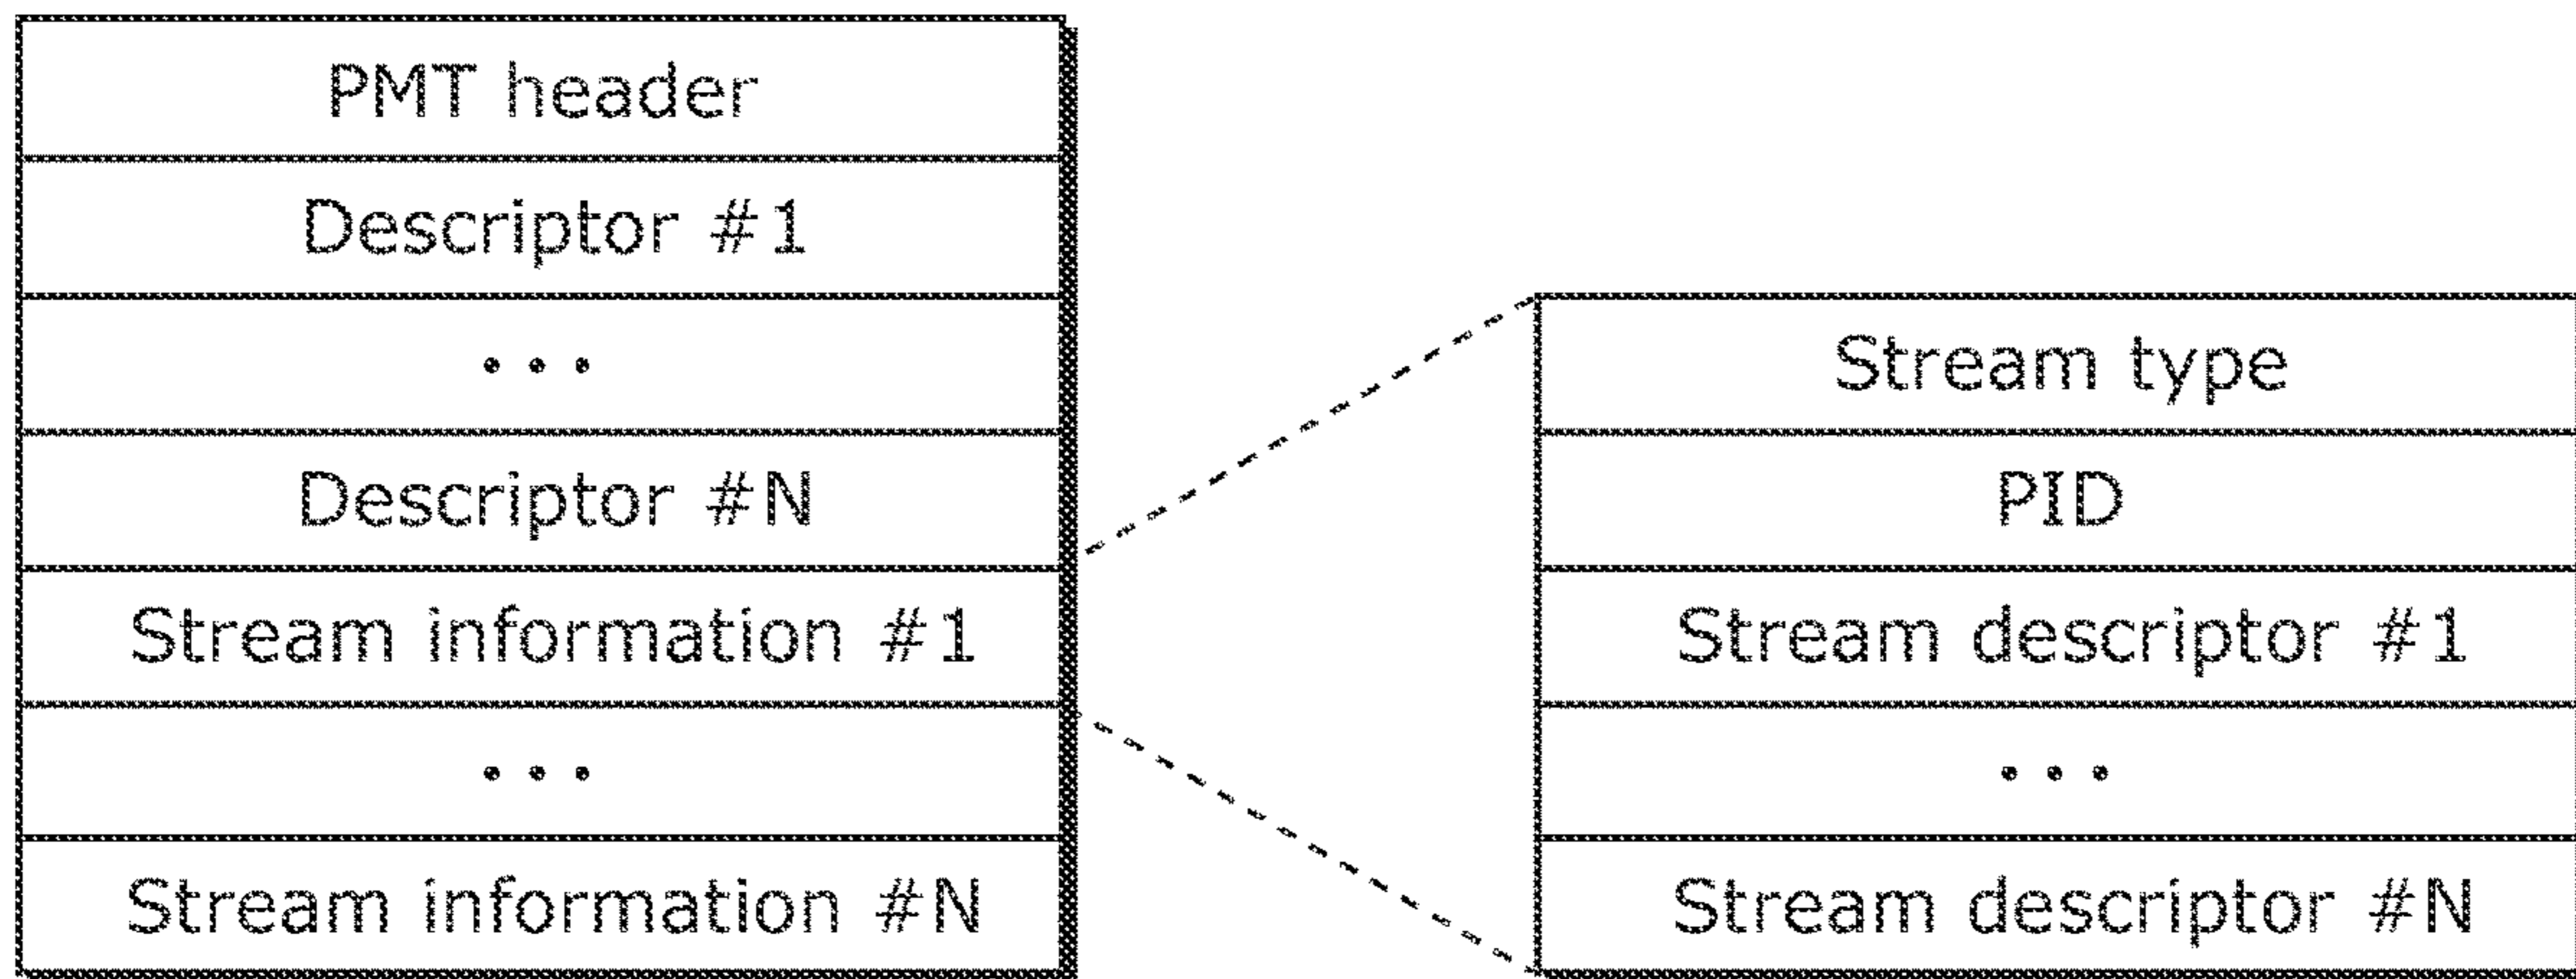 PMT header
Descriptor #1
...
Descriptor #N
Stream information #1
...
Stream information #N
Stream type
PID
Stream descriptor #1
...
Stream descriptor #N